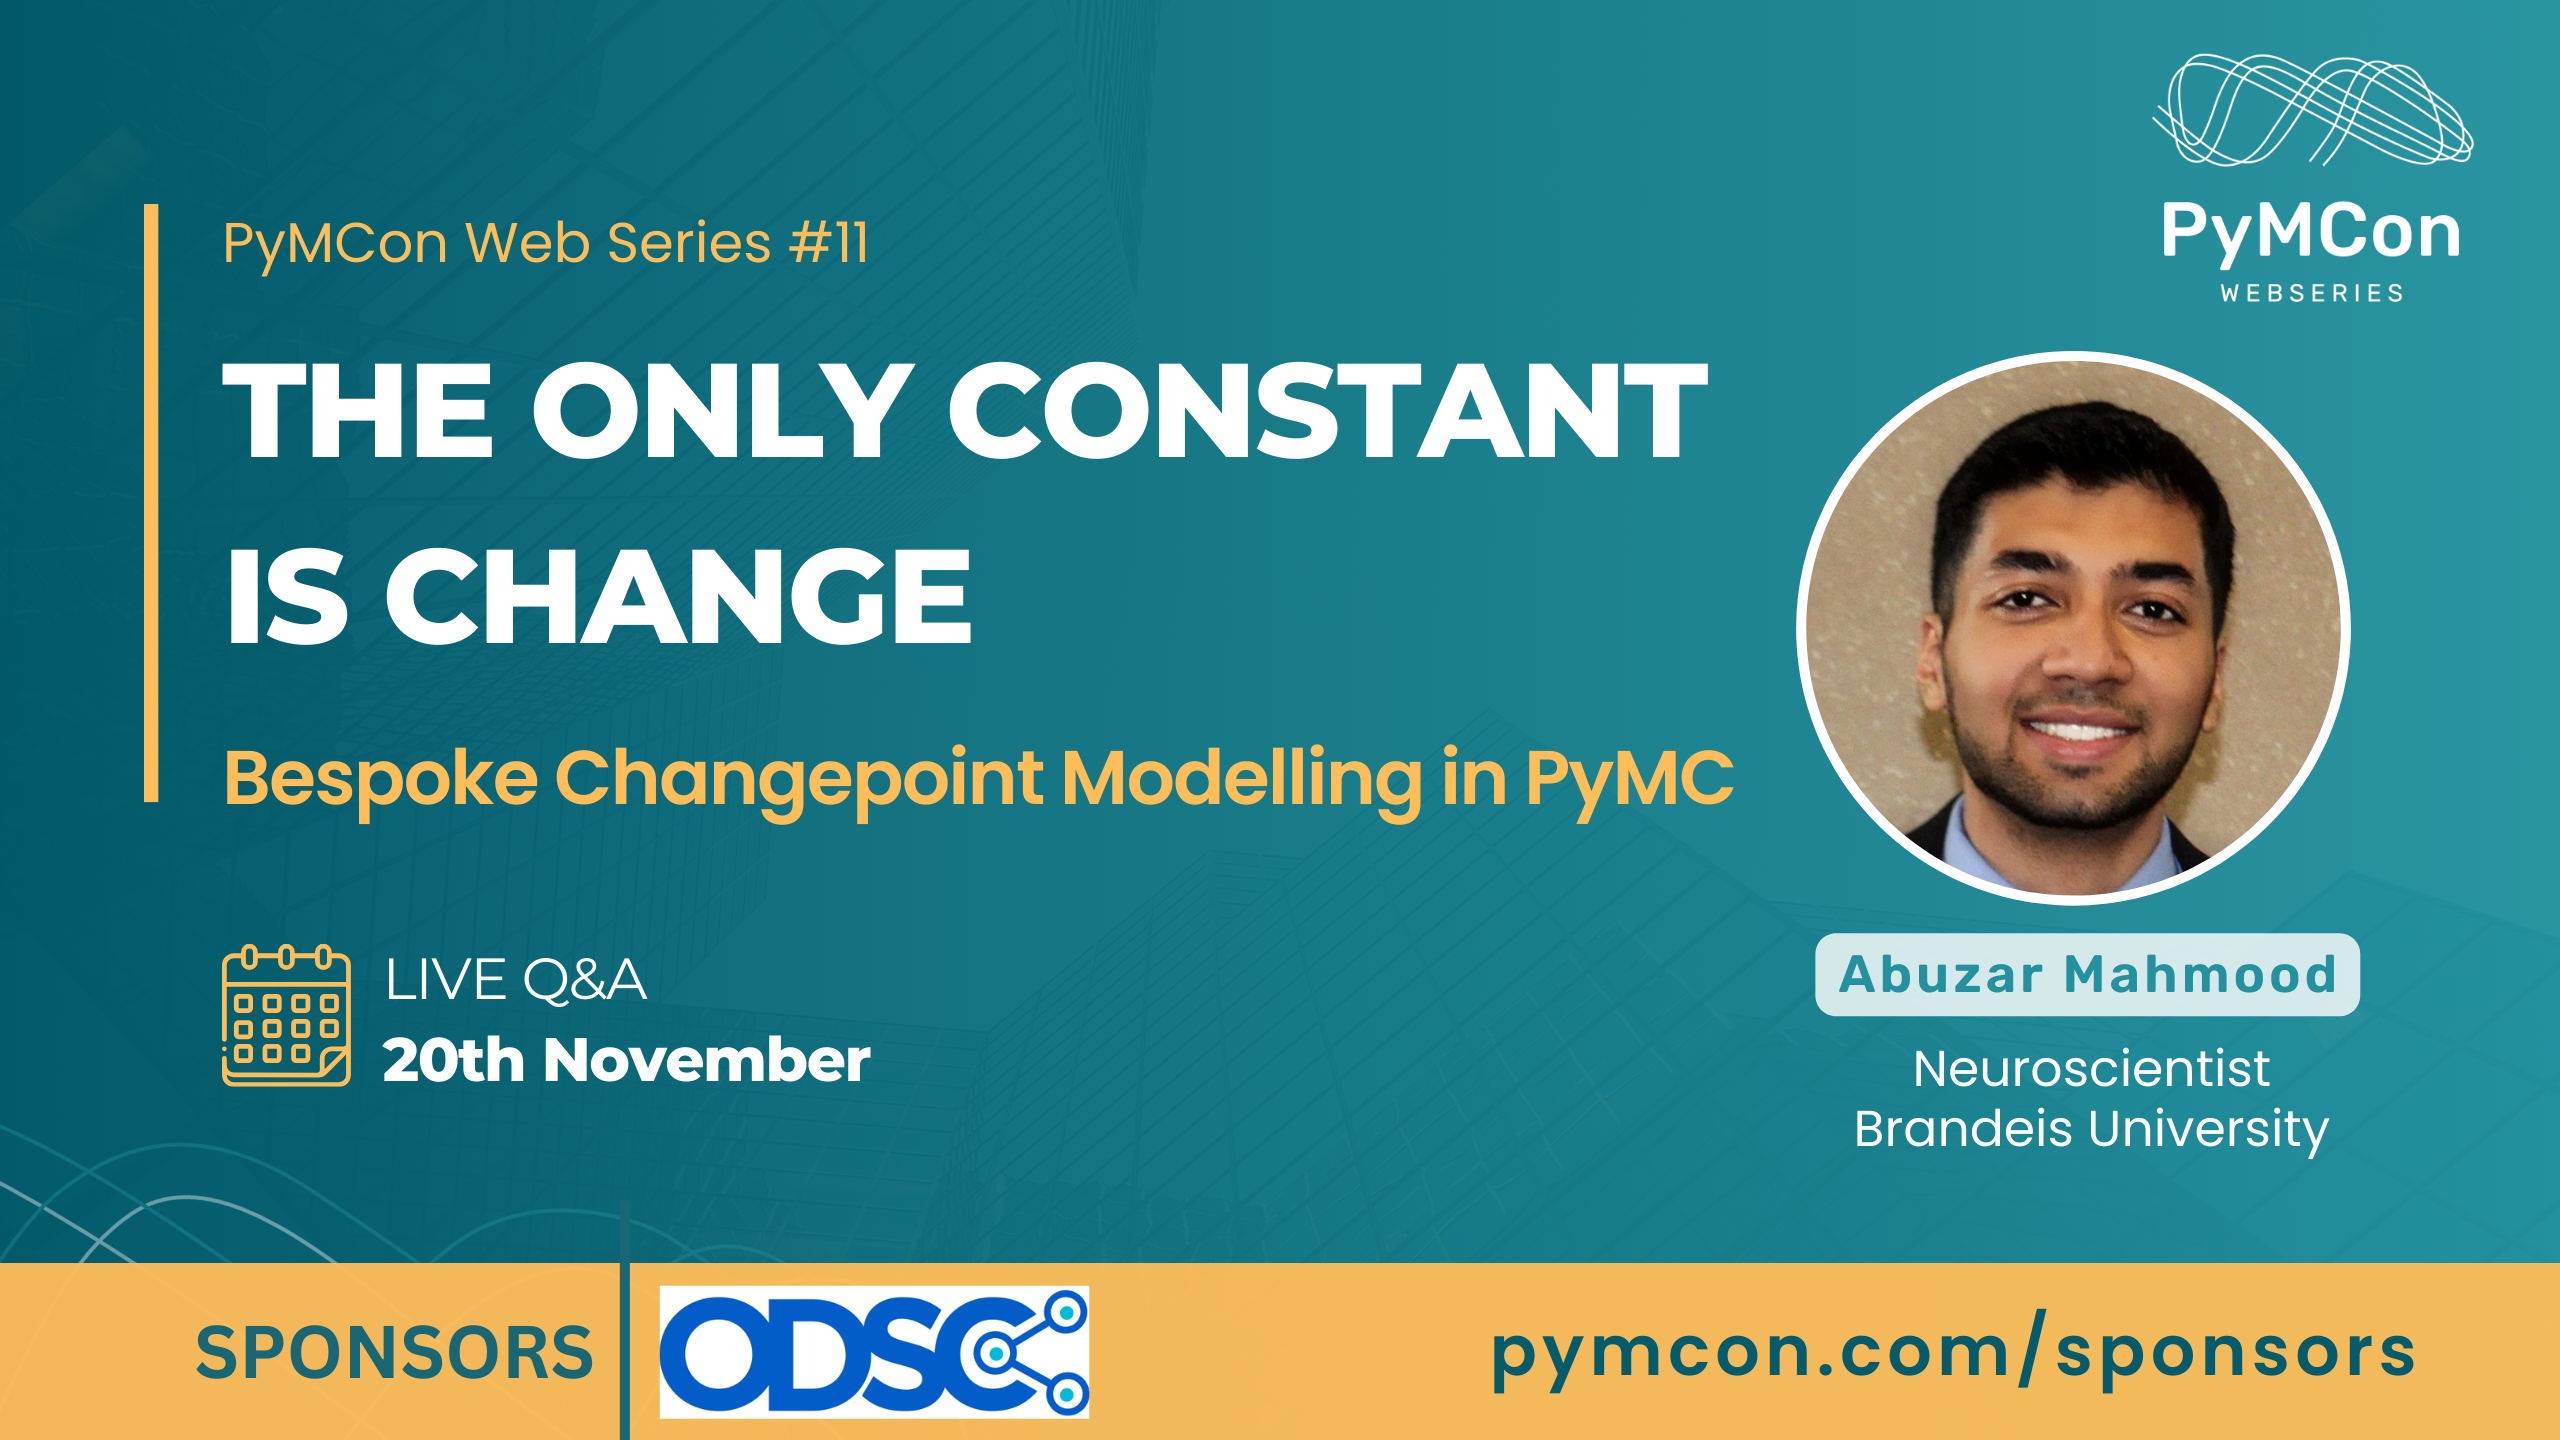 PyMCon Web Series #11
THE ONLY CONSTANT
IS CHANGE
Bespoke Changepoint Modelling in PyMC
LIVE Q&A
20th November
PyMCon
WEBSERIES
Abuzar Mahmood
Neuroscientist
Brandeis University
SPONSORS
ODSC
pymcon.com/sponsors